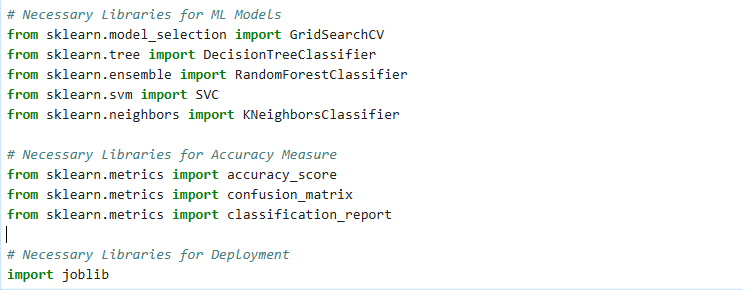 # Necessary Libraries for ML Models
from sklearn.model_selection import GridSearchCV
from sklearn.tree import DecisionTreeClassifier
from sklearn.ensemble import RandomForestClassifier
from sklearn.svm import SVC
from sklearn.neighbors import KNeighborsClassifier
# Necessary Libraries for Accuracy Measure
from sklearn.metrics import accuracy_score
from sklearn.metrics import confusion_matrix
from sklearn.metrics import classification_report
# Necessary Libraries for Deployment
import joblib